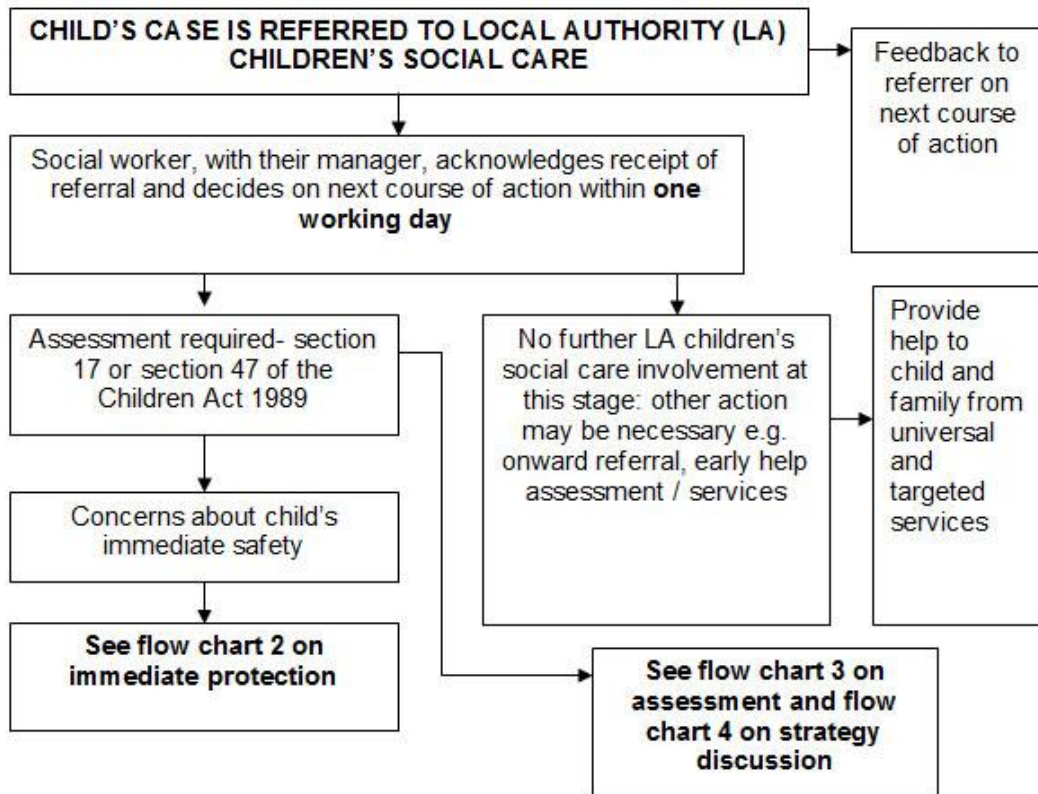 CHILD’S CASE IS REFERRED TO LOCAL AUTHORITY (LA)
CHILDREN’S SOCIAL CARE
Feedback to
referrer on
next course
of action
Social worker, with their manager, acknowledges receipt of
referral and decides on next course of action within one
working day
Assessment required- section
17 or section 47 of the
Children Act 1989
No further LA children’s
social care involvement at
this stage: other action
may be necessary e.g.
onward referral, early help
assessment / services
Provide
help to
child and
family from
universal
and
targeted
services
Concerns about child’s
immediate safety
See flow chart 2 on
immediate protection
See flow chart 3 on
assessment and flow
chart 4 on strategy
discussion